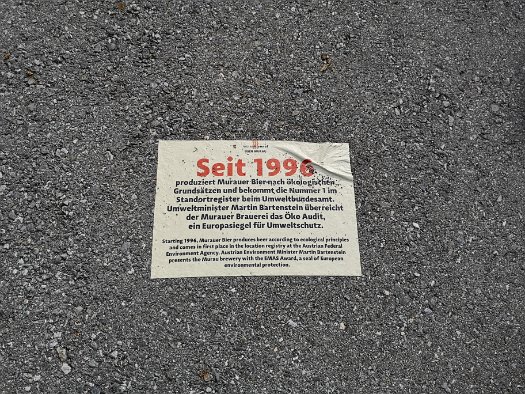 Seit 1996
produziert Murauer Bier nach ökologischen
Grundsätzen und bekommt die Nummer 1 im
Standortregister beim Umweltbundesamt.
Umweltminister Martin Bartenstein überreicht
der Murauer Brauerei das Öko Audit,
ein Europasiegel für Umweltschutz.
Starting 1996, Murauer Bier produces beer according to ecological principles
and comes in first place in the location registry at the Austrian Federal
Environment Agency. Austrian Environment Minister Martin Bartenstein
presents the Murau brewery with the EMAS Award, a seal of European
environmental protection.